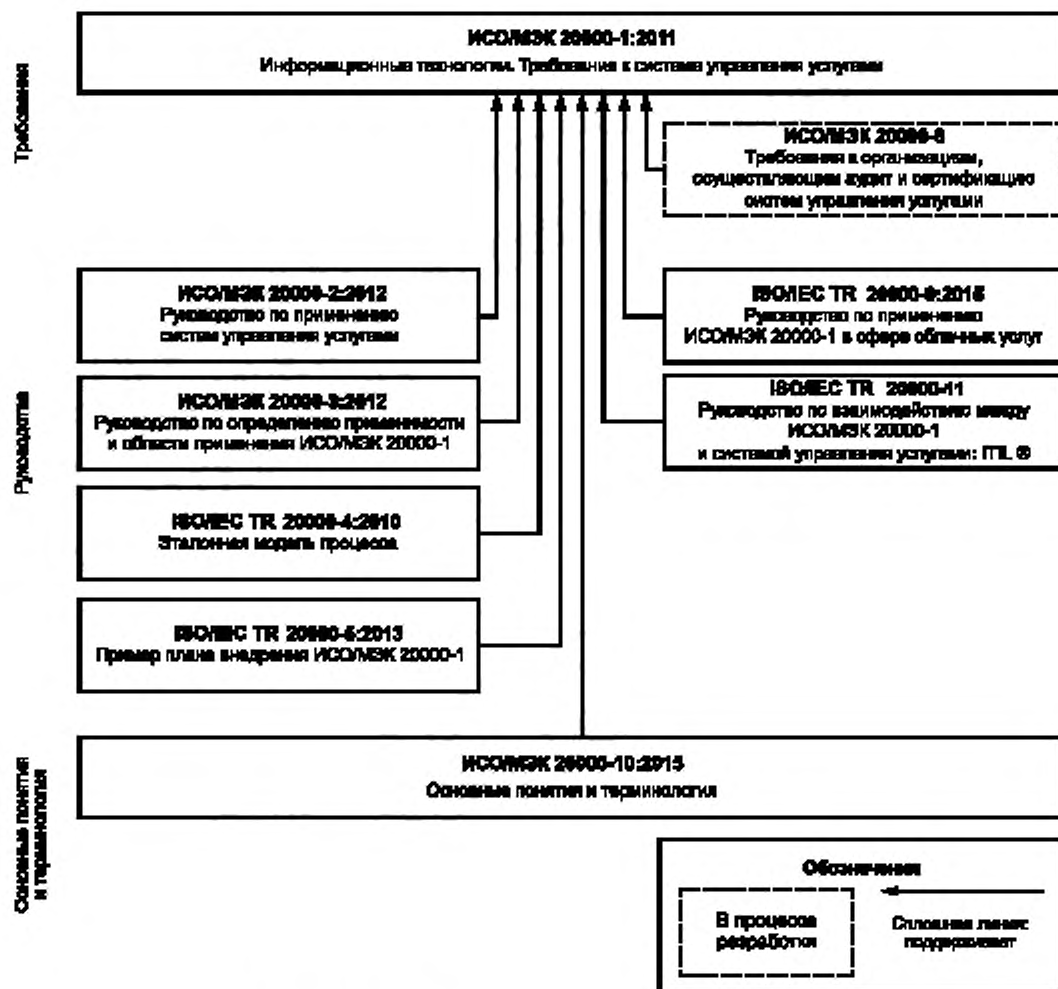 ИСО/МЭК 20000-1:2011
Информационные технологии. Требования к система управления услугами
Требования
ИСО/МЭК 20000-6
Требования к организациям,
осуществляющим аудит и сертификацию
систем управления услугами
ИСО/МЭК 20000-2:2012
Руководство по применению
систем управления услугами
ISO/IEC TR 20000-9:2015
Руководство по применению
ИСО/МЭК 20000-1 в сфере облачных услуг
Руководства
ИСО/МЭК 20000-3:2012
Руководство по определению применимости
и области применения ИСО/МЭК 20000-1
ISO/IEC TR 20000-11
Руководство по взаимодействию между
ИСО/МЭК 20000-1
и системой управления услугами: ITIL ®
ISO/IEC TR 20000-4:2010
Эталонная модель процесса
ISO/IEC TR 20000-5:2013
Пример плана внедрения ИСО/МЭК 20000-1
Основные понятия
и терминология
ИСО/МЭК 20000-10:2015
Основные понятия и терминология
Обозначения
В процессе
разработки
Сплошная линия:
поддерживает